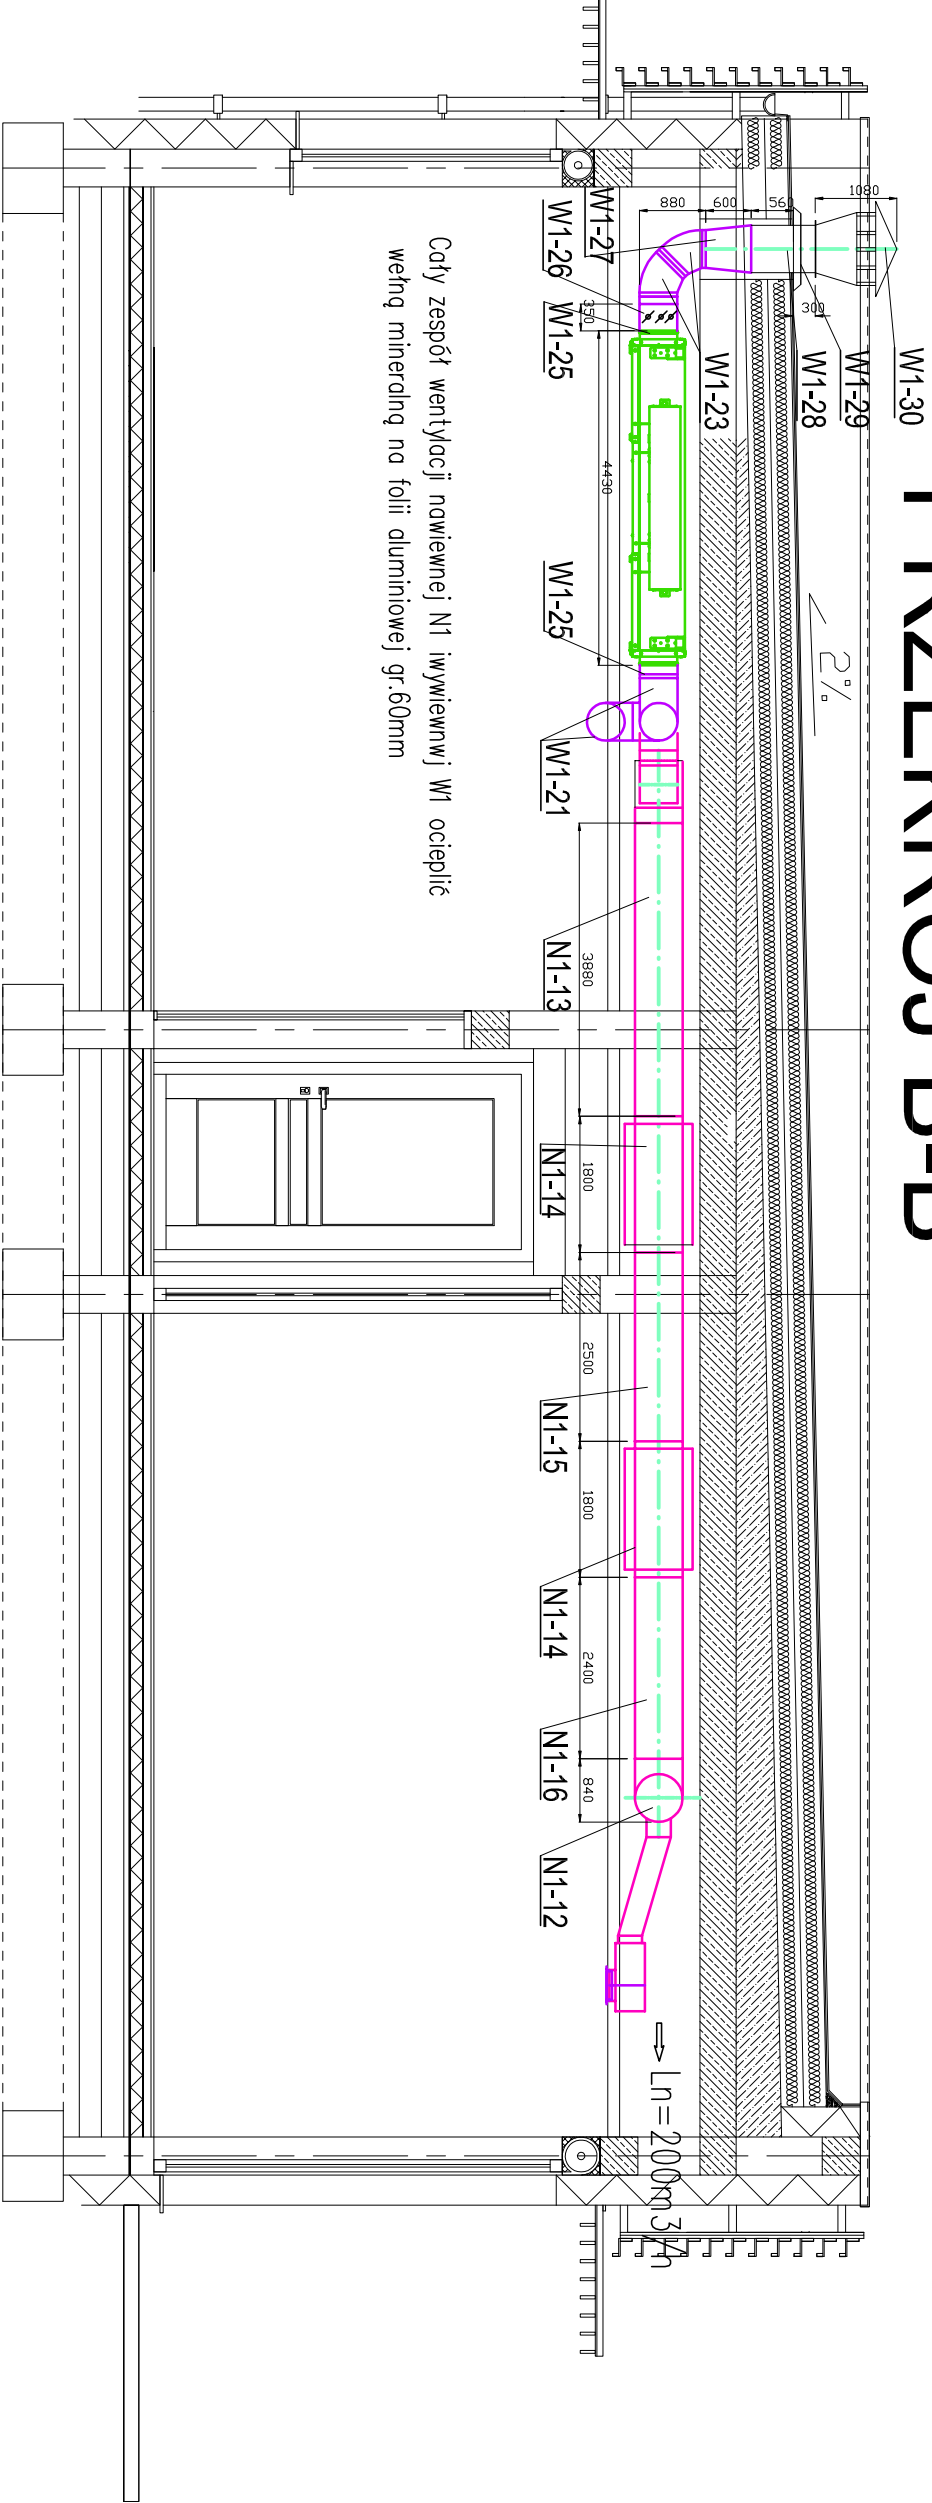 PRZEKRÓJ B-B
W1-30
W1-29
W1-28
2%
1080
300
560
600
880
W1-27
W1-26
W1-25
W1-23
350
4430
W1-25
W1-21
N1-13
3880
N1-14
1800
2500
N1-15
1800
N1-14
2400
N1-16
840
N1-12
Ln=200m3/h
Cały zespół wentylacji nawiewnej N1 iwywiewnwj W1 ocieplić
wełną mineralną na folii aluminiowej gr.60mm